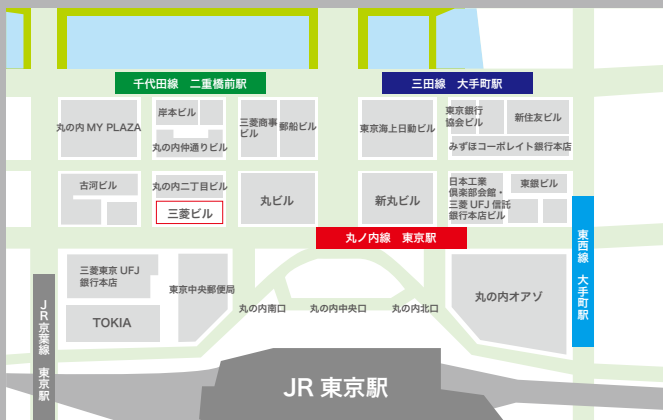 千代田線　二重橋前駅
三田線　大手町駅
丸の内 MY PLAZA
岸本ビル
丸の内仲通りビル
三菱商事
ビル
郵船ビル
東京海上日動ビル
東京銀行
協会ビル
新住友ビル
みずほコーポレイト銀行本店
古河ビル
丸の内二丁目ビル
三菱ビル
丸ビル
新丸ビル
日本工業
倶楽部会館・
三菱 UFJ 信託
銀行本店ビル
東銀ビル
丸ノ内線　東京駅
東西線　大手町駅
三菱東京 UFJ
銀行本店
TOKIA
東京中央郵便局
丸の内南口
丸の内中央口
丸の内北口
丸の内オアゾ
JR京葉線　東京駅
JR 東京駅